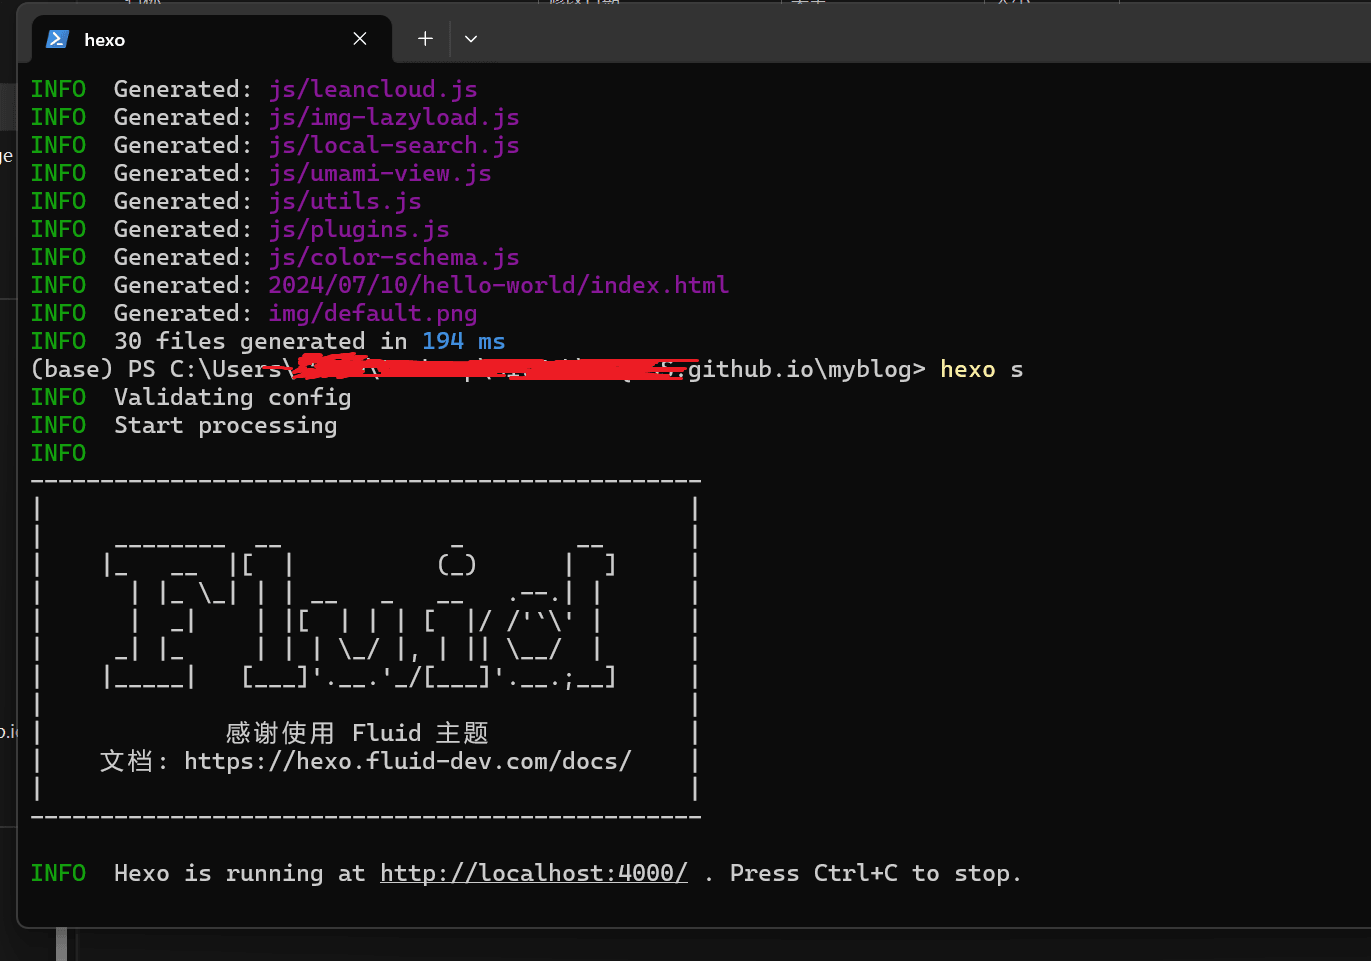 hexo
INFO  Generated: js/leancloud.js
INFO  Generated: js/img-lazyload.js
INFO  Generated: js/local-search.js
INFO  Generated: js/umami-view.js
INFO  Generated: js/utils.js
INFO  Generated: js/plugins.js
INFO  Generated: js/color-schema.js
INFO  Generated: 2024/07/10/hello-world/index.html
INFO  Generated: img/default.png
INFO  30 files generated in 194 ms
(base) PS C:\Users\ .github.io\myblog> hexo s
INFO  Validating config
INFO  Start processing
INFO
Fluid
感谢使用 Fluid 主题
文档: https://hexo.fluid-dev.com/docs/
INFO  Hexo is running at http://localhost:4000/ . Press Ctrl+C to stop.